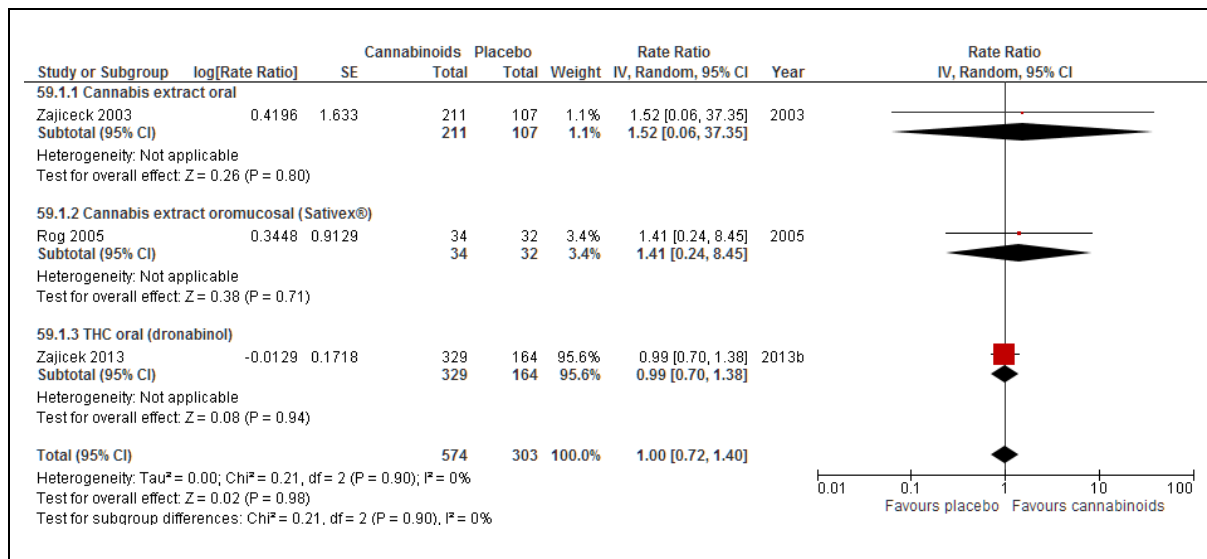 Cannabinoids Placebo Rate Ratio Rate Ratio
Study or Subgroup log[Rate Ratio] SE Total Total Weight IV, Random, 95% CI Year IV, Random, 95% CI
59.1.1 Cannabis extract oral
Zajiceck 2003 0.4196 1.633 211 107 1.1% 1.52 [0.06, 37.35] 2003
Subtotal (95% CI) 211 107 1.1% 1.52 [0.06, 37.35]
Heterogeneity: Not applicable
Test for overall effect: Z = 0.26 (P = 0.80)
59.1.2 Cannabis extract oromucosal (Sativex®)
Rog 2005 0.3448 0.9129 34 32 3.4% 1.41 [0.24, 8.45] 2005
Subtotal (95% CI) 34 32 3.4% 1.41 [0.24, 8.45]
Heterogeneity: Not applicable
Test for overall effect: Z = 0.38 (P = 0.71)
59.1.3 THC oral (dronabinol)
Zajicek 2013 -0.0129 0.1718 329 164 95.6% 0.99 [0.70, 1.38] 2013b
Subtotal (95% CI) 329 164 95.6% 0.99 [0.70, 1.38]
Heterogeneity: Not applicable
Test for overall effect: Z = 0.08 (P = 0.94)
Total (95% CI) 574 303 100.0% 1.00 [0.72, 1.40]
Heterogeneity: Tau² = 0.00; Chi² = 0.21, df = 2 (P = 0.90); I² = 0%
Test for overall effect: Z = 0.02 (P = 0.98)
Test for subgroup differences: Chi² = 0.21, df = 2 (P = 0.90), I² = 0%
0.01 0.1 1 10 100
Favours placebo Favours cannabinoids